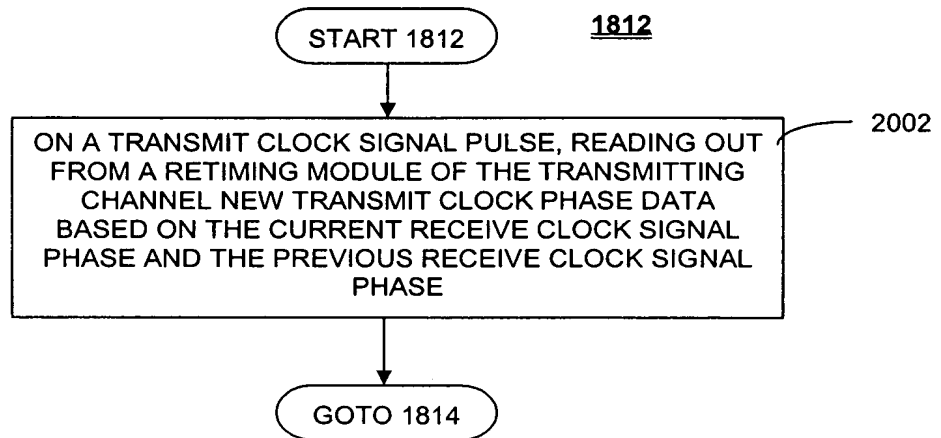 START 1812
1812
ON A TRANSMIT CLOCK SIGNAL PULSE, READING OUT
FROM A RETIMING MODULE OF THE TRANSMITTING
CHANNEL NEW TRANSMIT CLOCK PHASE DATA
BASED ON THE CURRENT RECEIVE CLOCK SIGNAL
PHASE AND THE PREVIOUS RECEIVE CLOCK SIGNAL
PHASE
2002
GOTO 1814